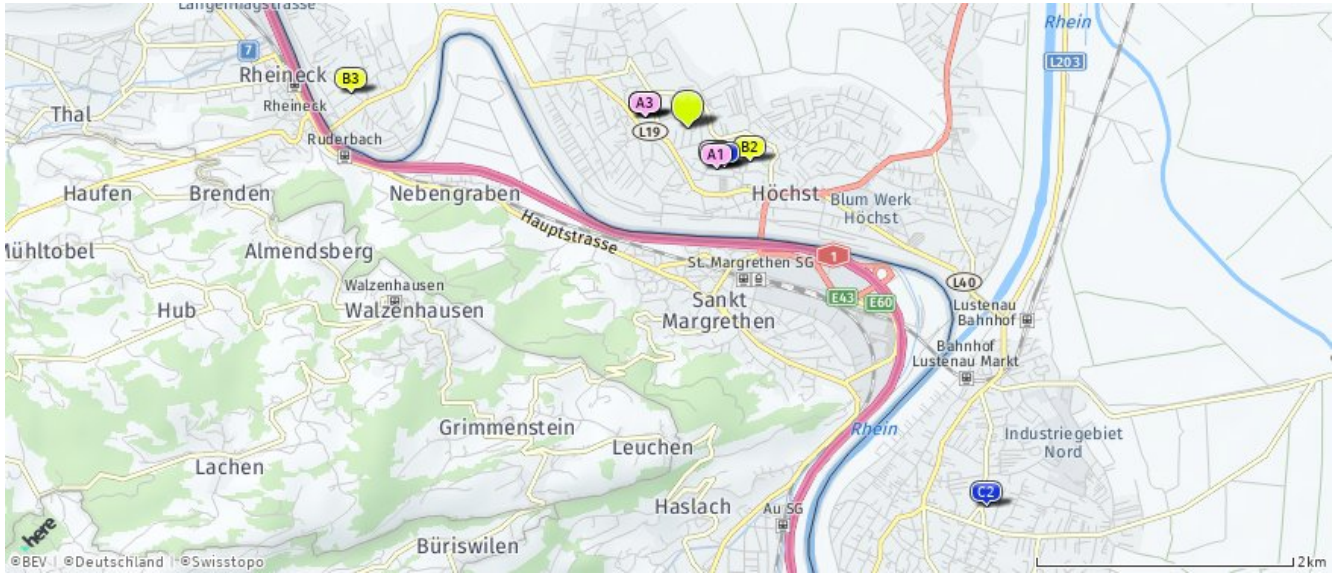 Langenhagstrasse
Rhein
7
L203
Rheineck
B3
A3
Rheineck
Thal
L19
Ruderbach
A1
B2
Haufen
Brenden
Nebengraben
Höchst
Blum Werk
Höchst
Hauptstrasse
Mühltobel
Almendsberg
1
St. Margrethen SG
Walzenhausen
L40
E43
E60
Hub
Walzenhausen
Sankt
Margrethen
Lustenau
Bahnhof
Bahnhof
Lustenau Markt
Grimmenstein
Rhein
Industriegebiet
Nord
Leuchen
Lachen
C2
Haslach
Au SG
here
Büriswilen
©BEV | ©Deutschland | ©Swisstopo
2km